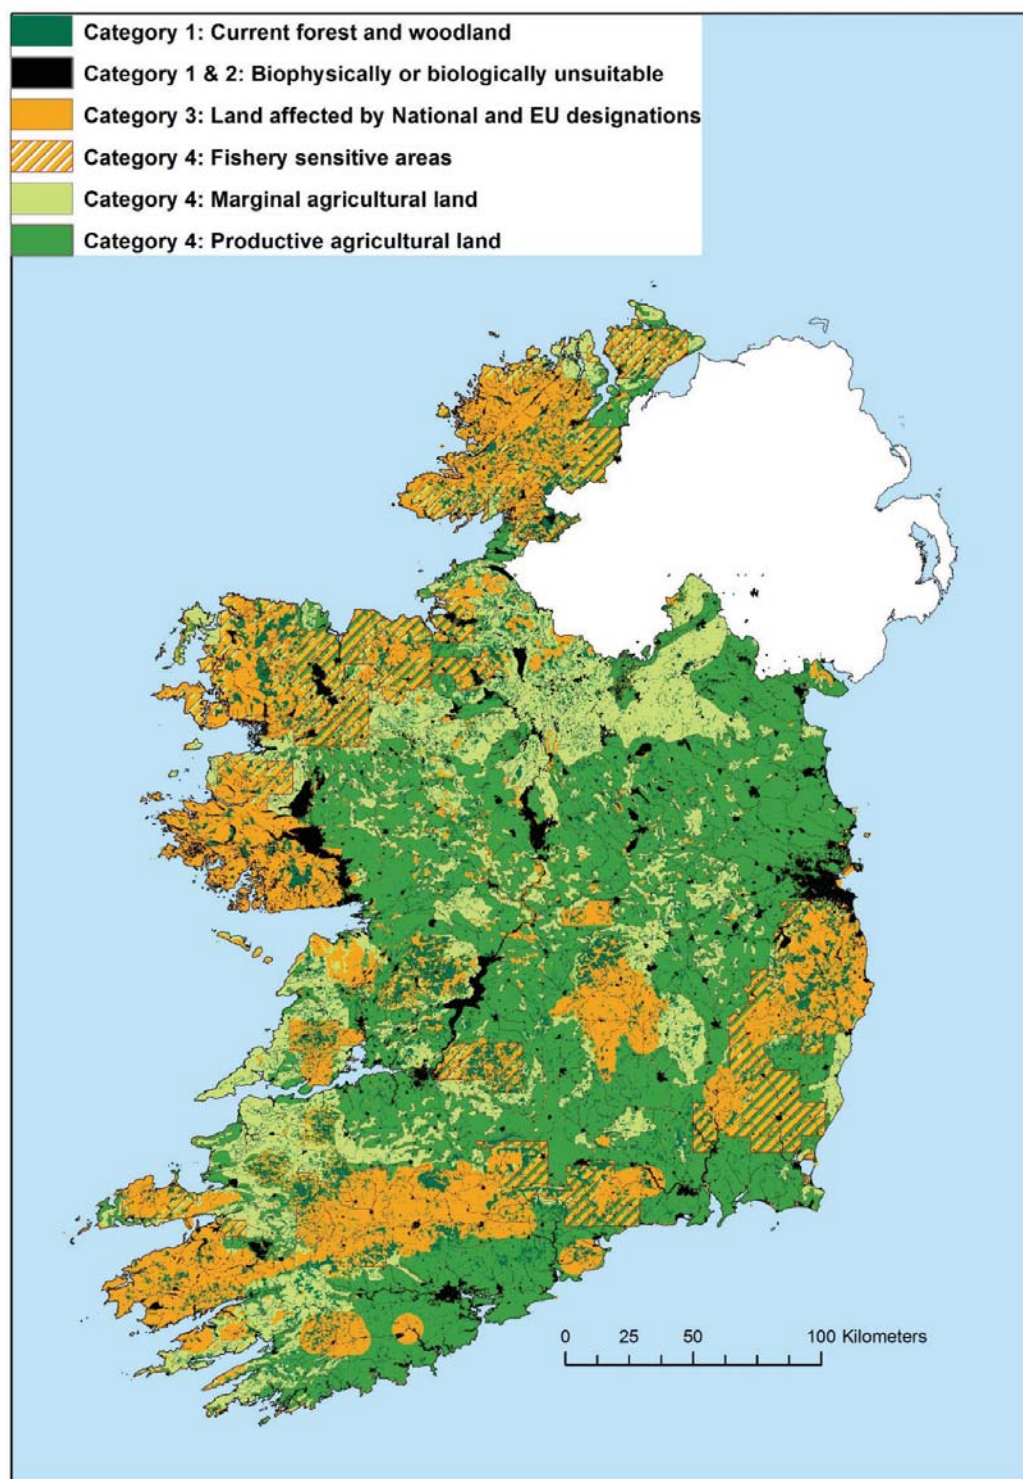 Category 1: Current forest and woodland
Category 1 & 2: Biophysically or biologically unsuitable
Category 3: Land affected by National and EU designations
Category 4: Fishery sensitive areas
Category 4: Marginal agricultural land
Category 4: Productive agricultural land
0 25 50 100 Kilometers